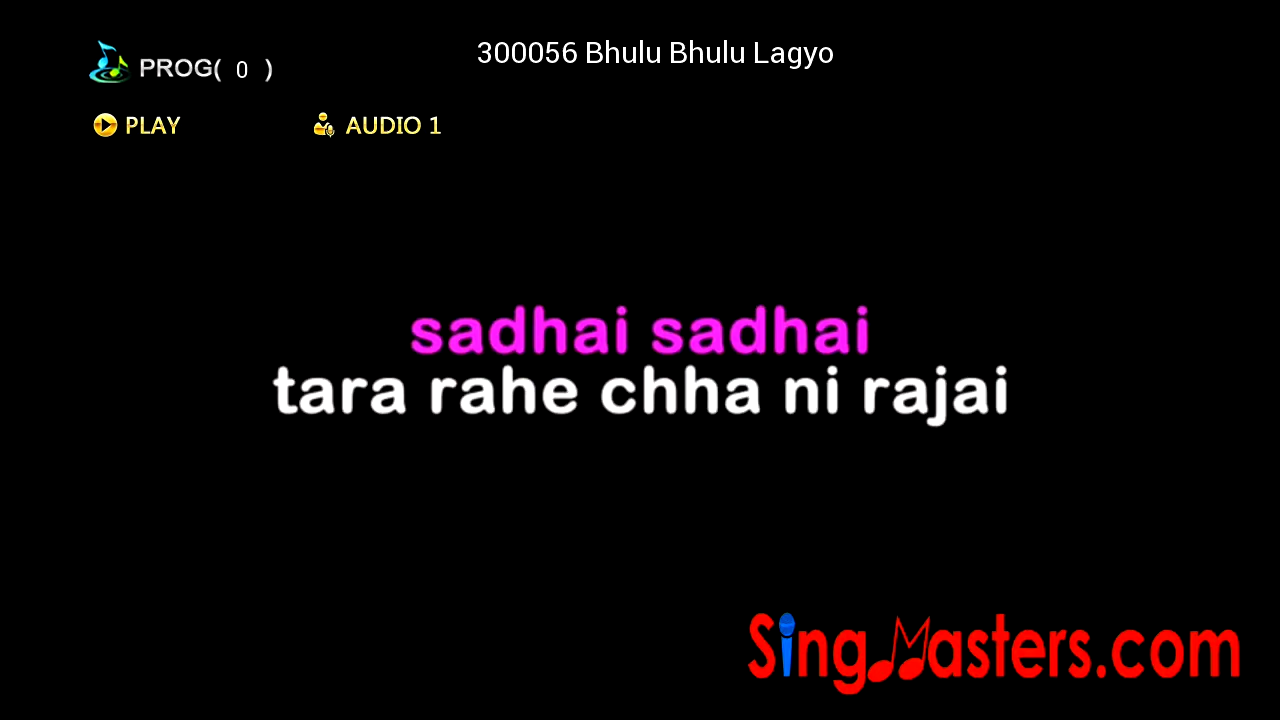 300056 Bhulu Bhulu Lagyo
PROG( 0 )
PLAY AUDIO 1
sadhai sadhai
tara rahe chha ni rajai
SingMasters.com